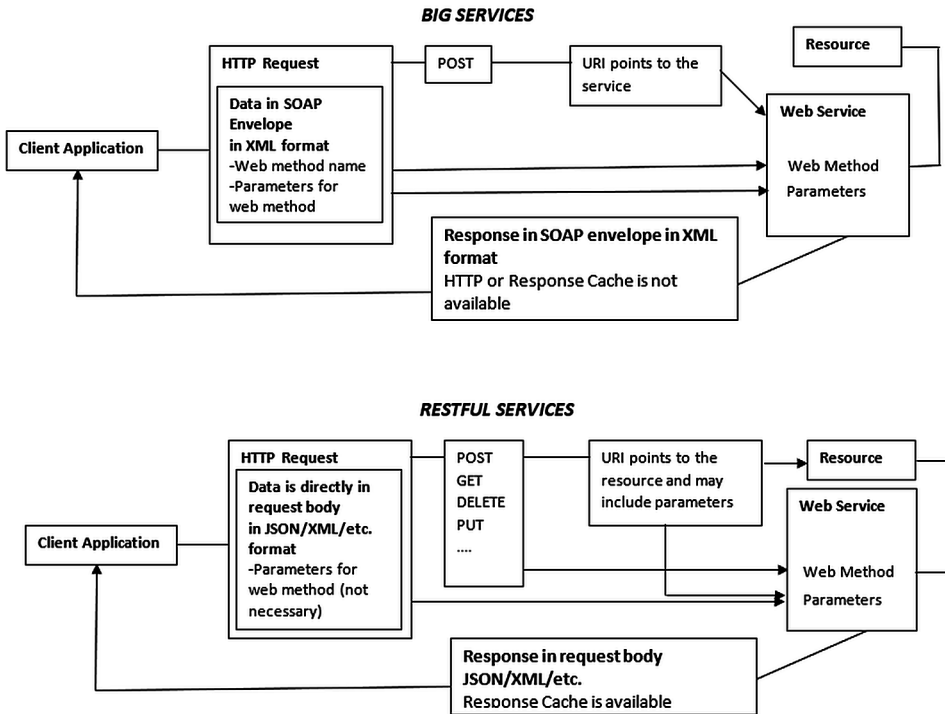 BIG SERVICES
HTTP Request
POST
URI points to the
service
Resource
Data in SOAP
Envelope
in XML format
-Web method name
-Parameters for
web method
Client Application
Web Service
Web Method
Parameters
Response in SOAP envelope in XML
format
HTTP or Response Cache is not
available
RESTFUL SERVICES
HTTP Request
POST
GET
DELETE
PUT
....
URI points to the
resource and may
include parameters
Resource
Data is directly in
request body
in JSON/XML/etc.
format
-Parameters for
web method (not
necessary)
Client Application
Web Service
Web Method
Parameters
Response in request body
JSON/XML/etc.
Response Cache is available